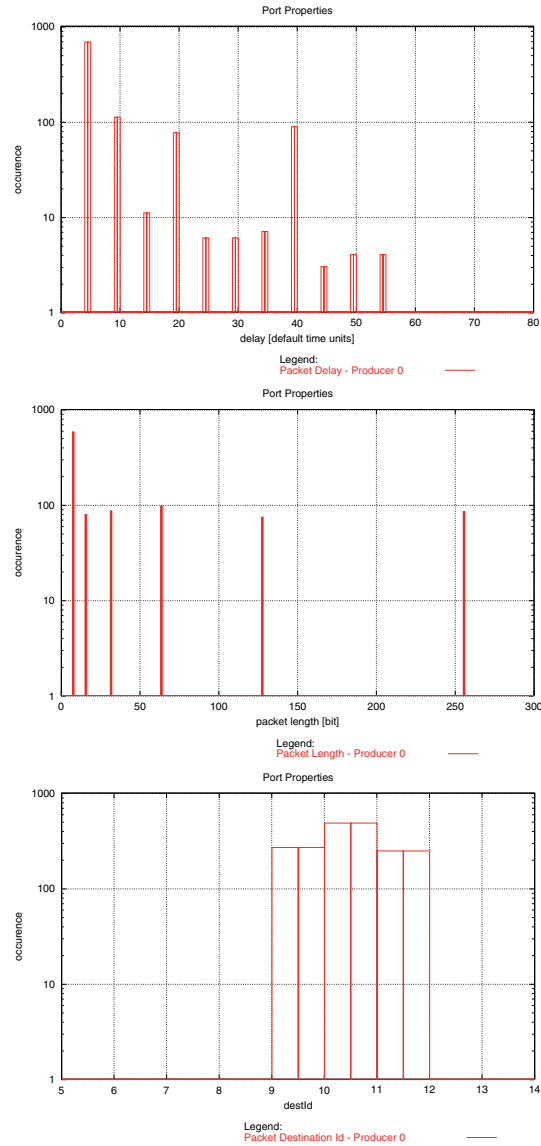 Port Properties
1000
100
10
1
occurence
0 10 20 30 40 50 60 70 80
delay [default time units]
Legend:
Packet Delay - Producer 0
Port Properties
1000
100
10
1
occurence
0 50 100 150 200 250 300
packet length [bit]
Legend:
Packet Length - Producer 0
Port Properties
1000
100
10
1
occurence
5 6 7 8 9 10 11 12 13 14
destId
Legend:
Packet Destination Id - Producer 0